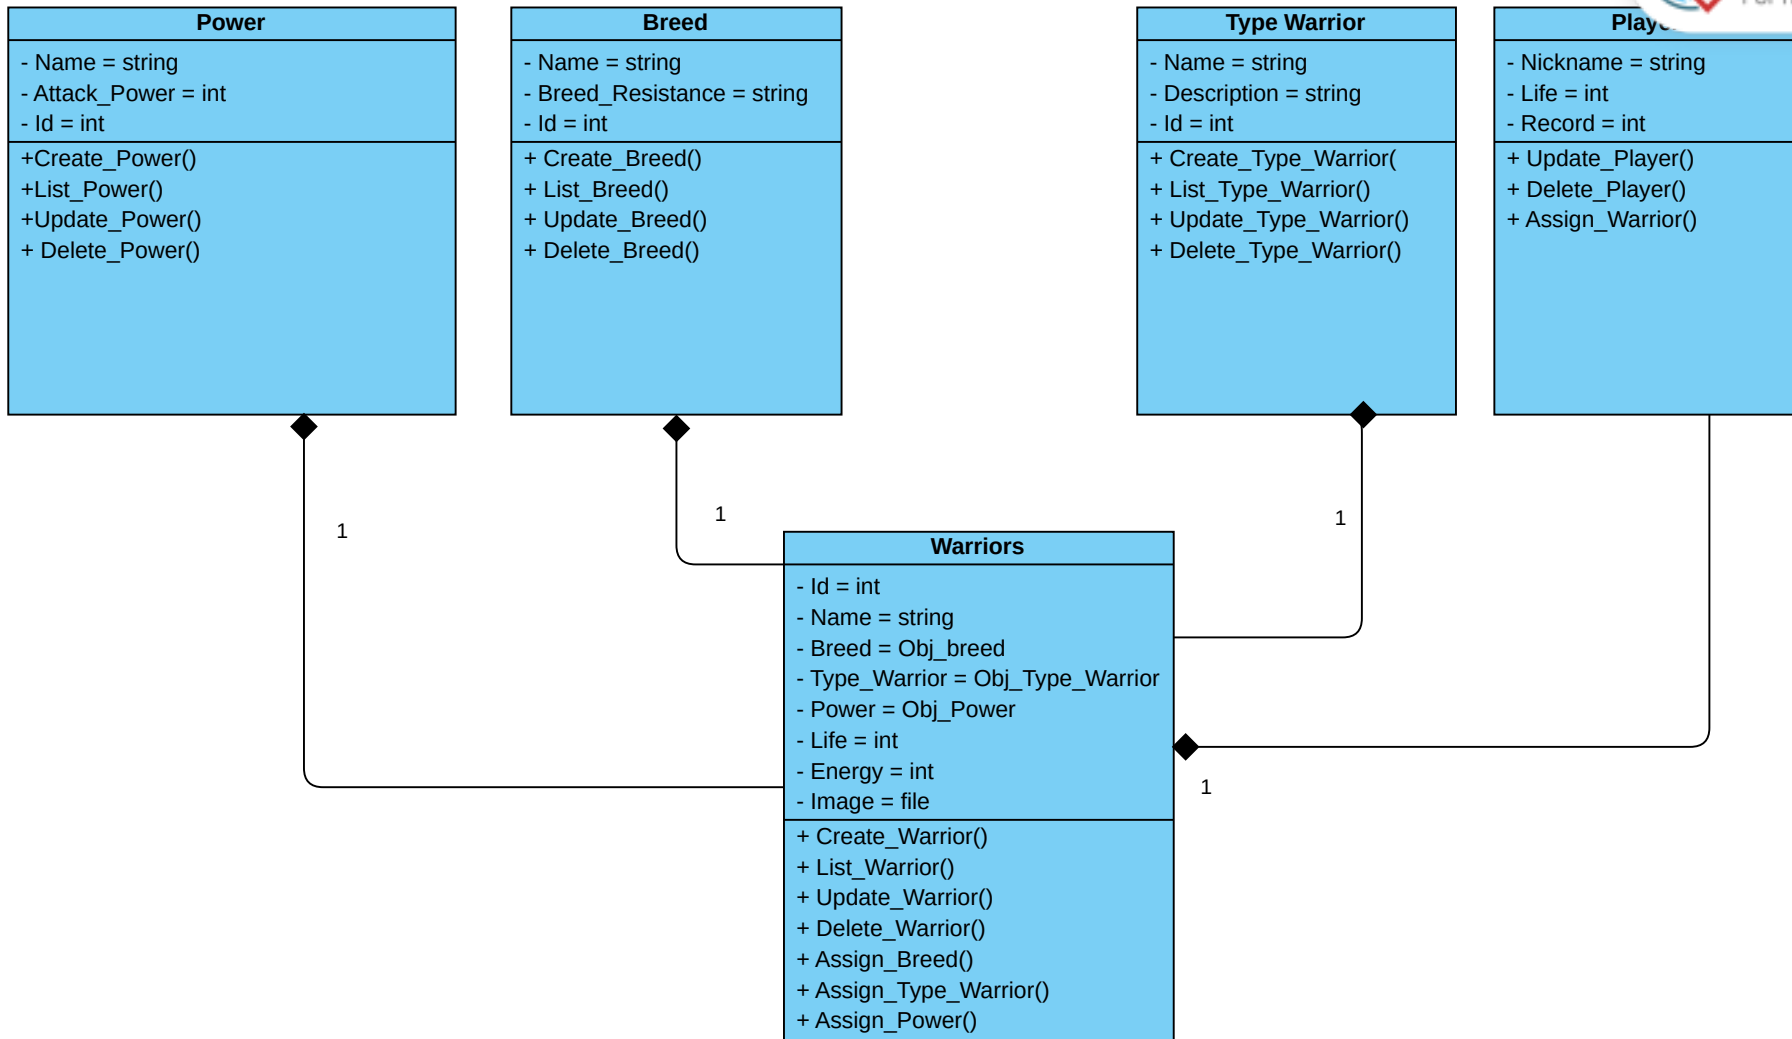 Power
- Name = string
- Attack_Power = int
- Id = int
+Create_Power()
+List_Power()
+Update_Power()
+ Delete_Power()
Breed
- Name = string
- Breed_Resistance = string
- Id = int
+ Create_Breed()
+ List_Breed()
+ Update_Breed()
+ Delete_Breed()
Type Warrior
- Name = string
- Description = string
- Id = int
+ Create_Type_Warrior(
+ List_Type_Warrior()
+ Update_Type_Warrior()
+ Delete_Type_Warrior()
- Nickname = string
- Life = int
- Record = int
+ Update_Player()
+ Delete_Player()
+ Assign_Warrior()
1
1
1
Warriors
- Id = int
- Name = string
- Breed = Obj_breed
- Type_Warrior = Obj_Type_Warrior
- Power = Obj_Power
- Life = int
- Energy = int
- Image = file
+ Create_Warrior()
+ List_Warrior()
+ Update_Warrior()
+ Delete_Warrior()
+ Assign_Breed()
+ Assign_Type_Warrior()
+ Assign_Power()
1